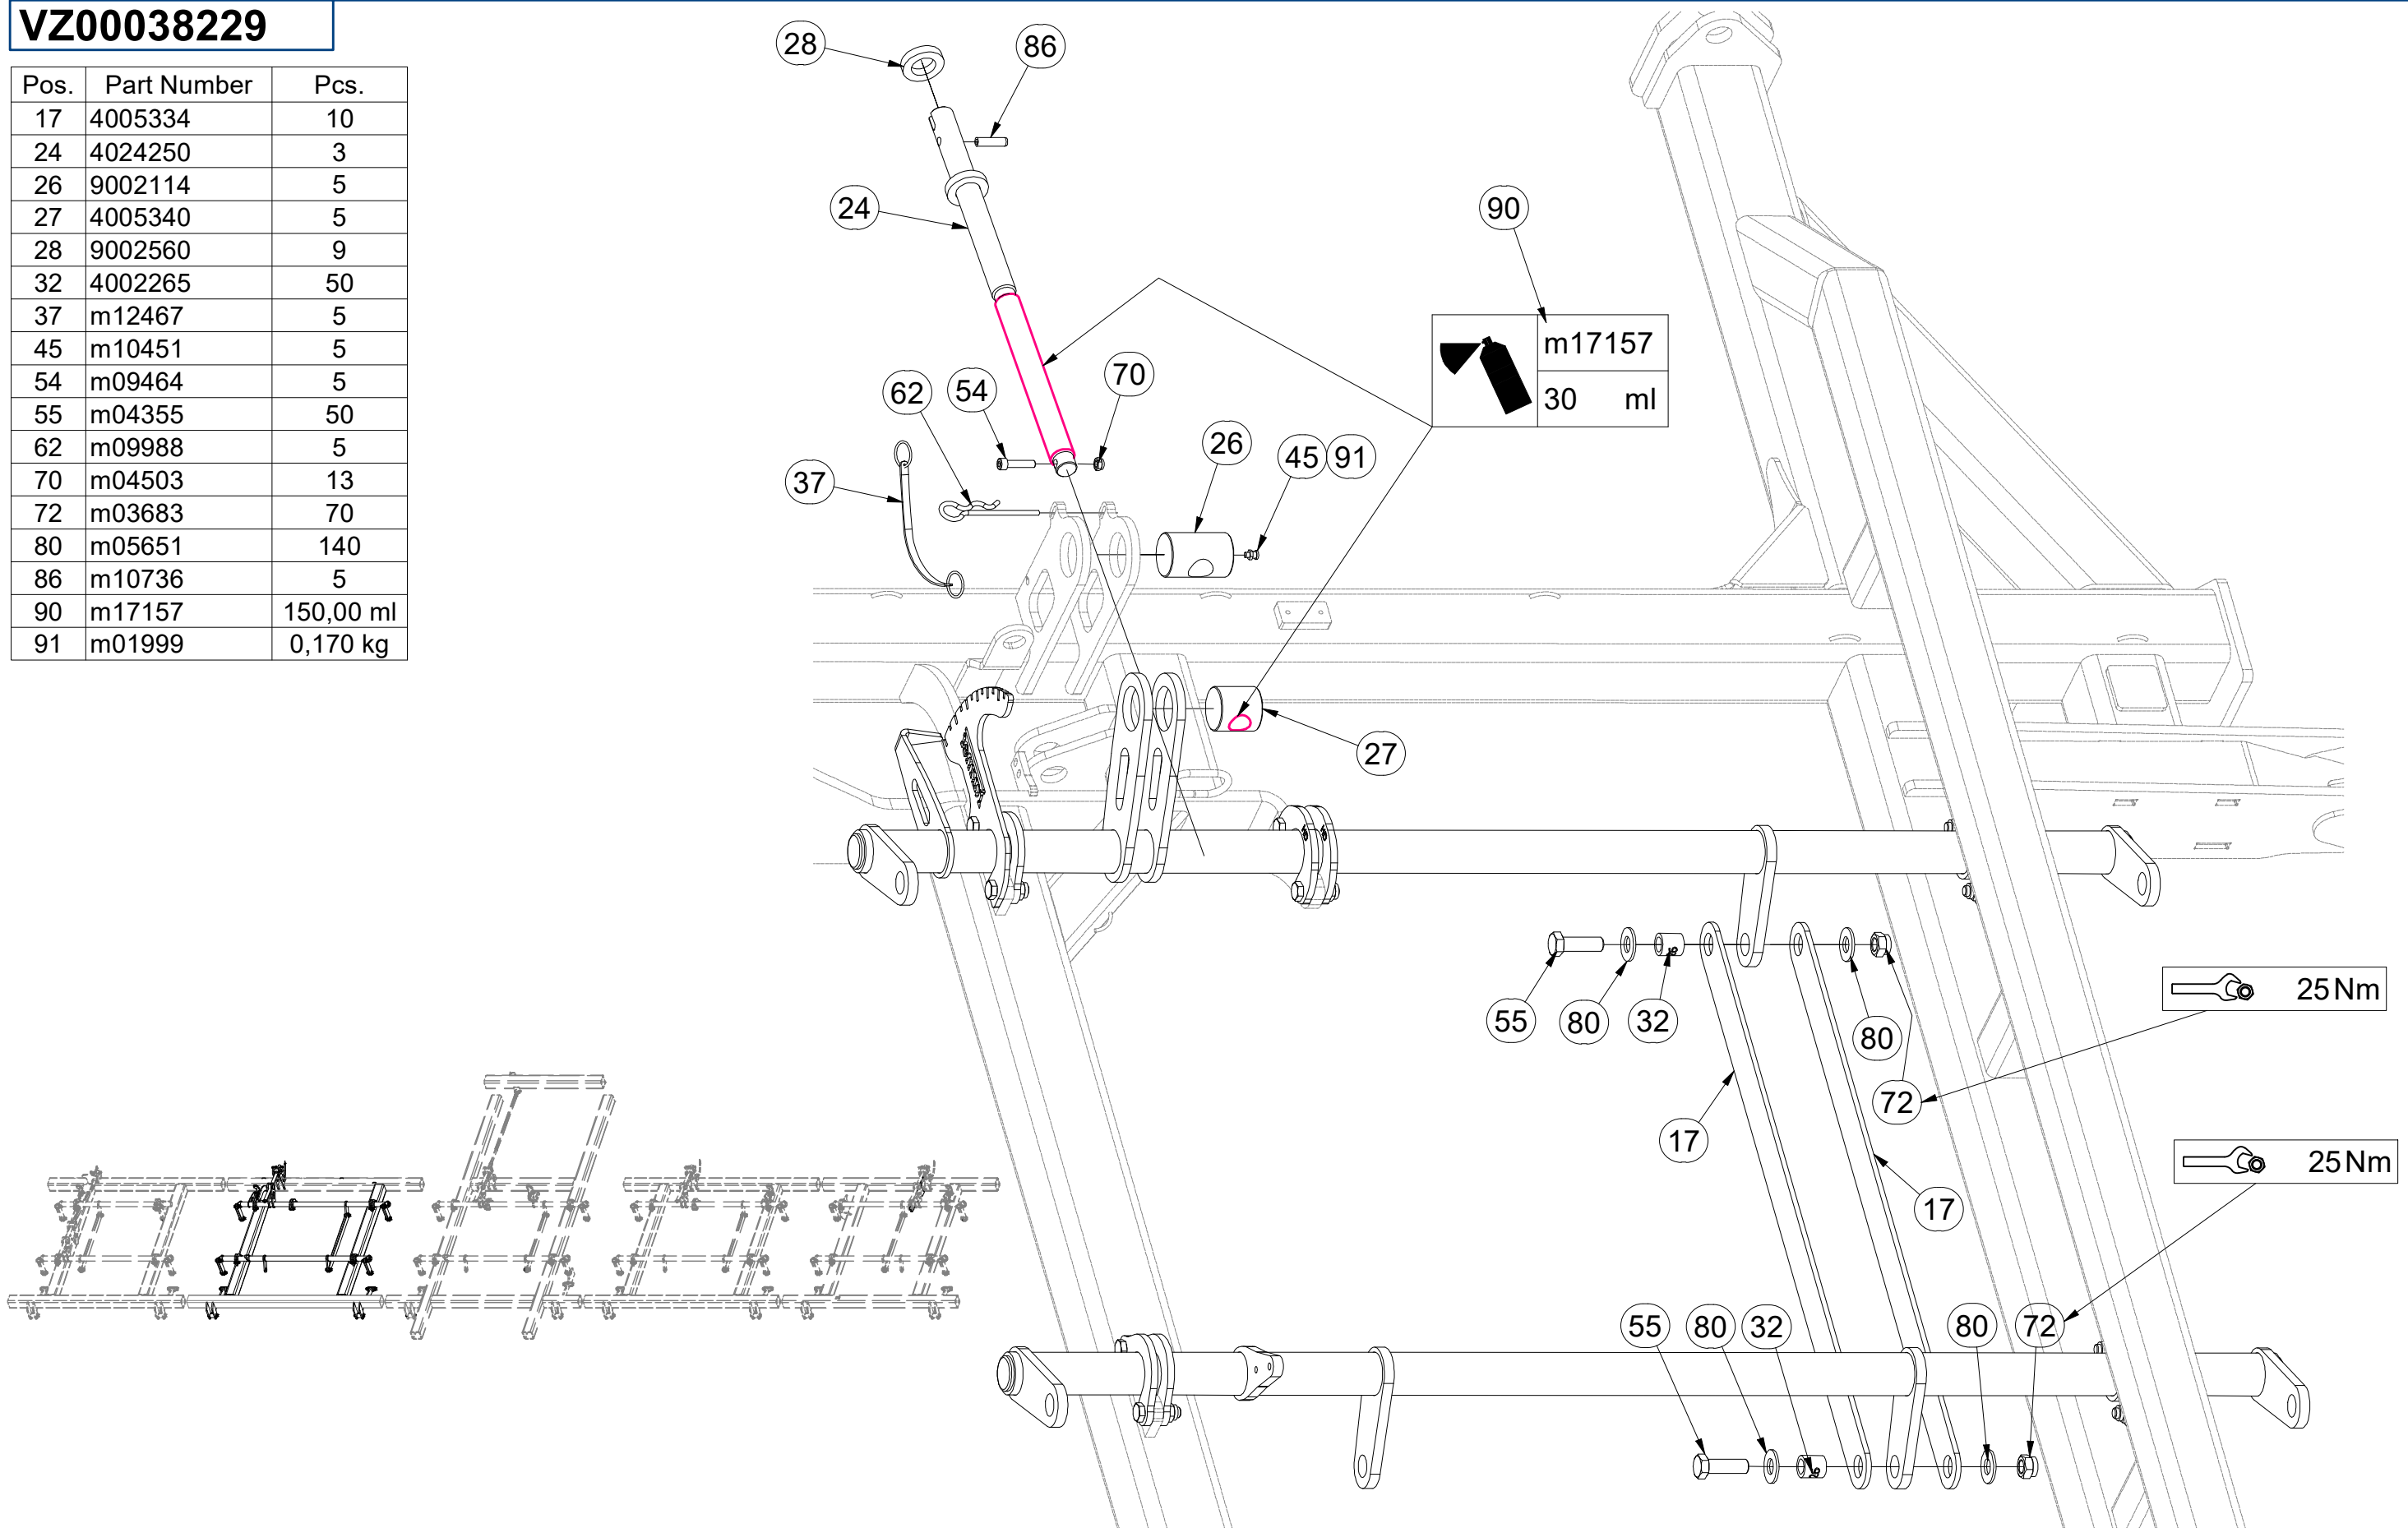 VZ00038229
Pos. Part Number Pcs.
17 4005334 10
24 4024250 3
26 9002114 5
27 4005340 5
28 9002560 9
32 4002265 50
37 m12467 5
45 m10451 5
54 m09464 5
55 m04355 50
62 m09988 5
70 m04503 13
72 m03683 70
80 m05651 140
86 m10736 5
90 m17157 150,00 ml
91 m01999 0,170 kg
28
86
24
90
m17157
30 ml
62
54
70
37
26
45
91
27
55
80
32
80
72
25 Nm
17
17
25 Nm
55
80
32
80
72